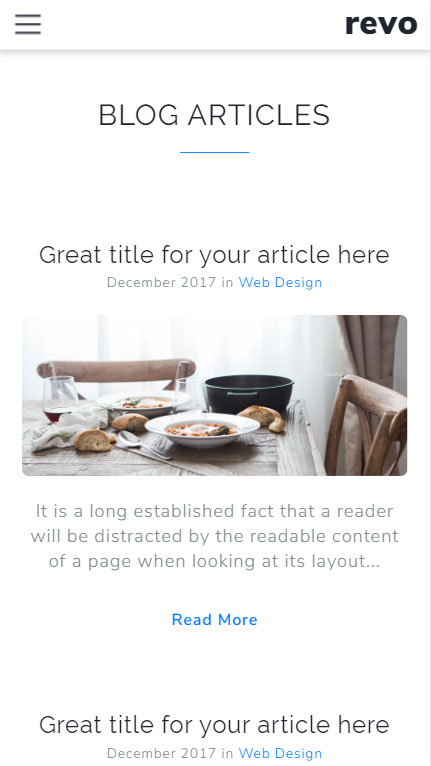 revo
BLOG ARTICLES
Great title for your article here
December 2017 in Web Design
It is a long established fact that a reader
will be distracted by the readable content
of a page when looking at its layout...
Read More
Great title for your article here
December 2017 in Web Design